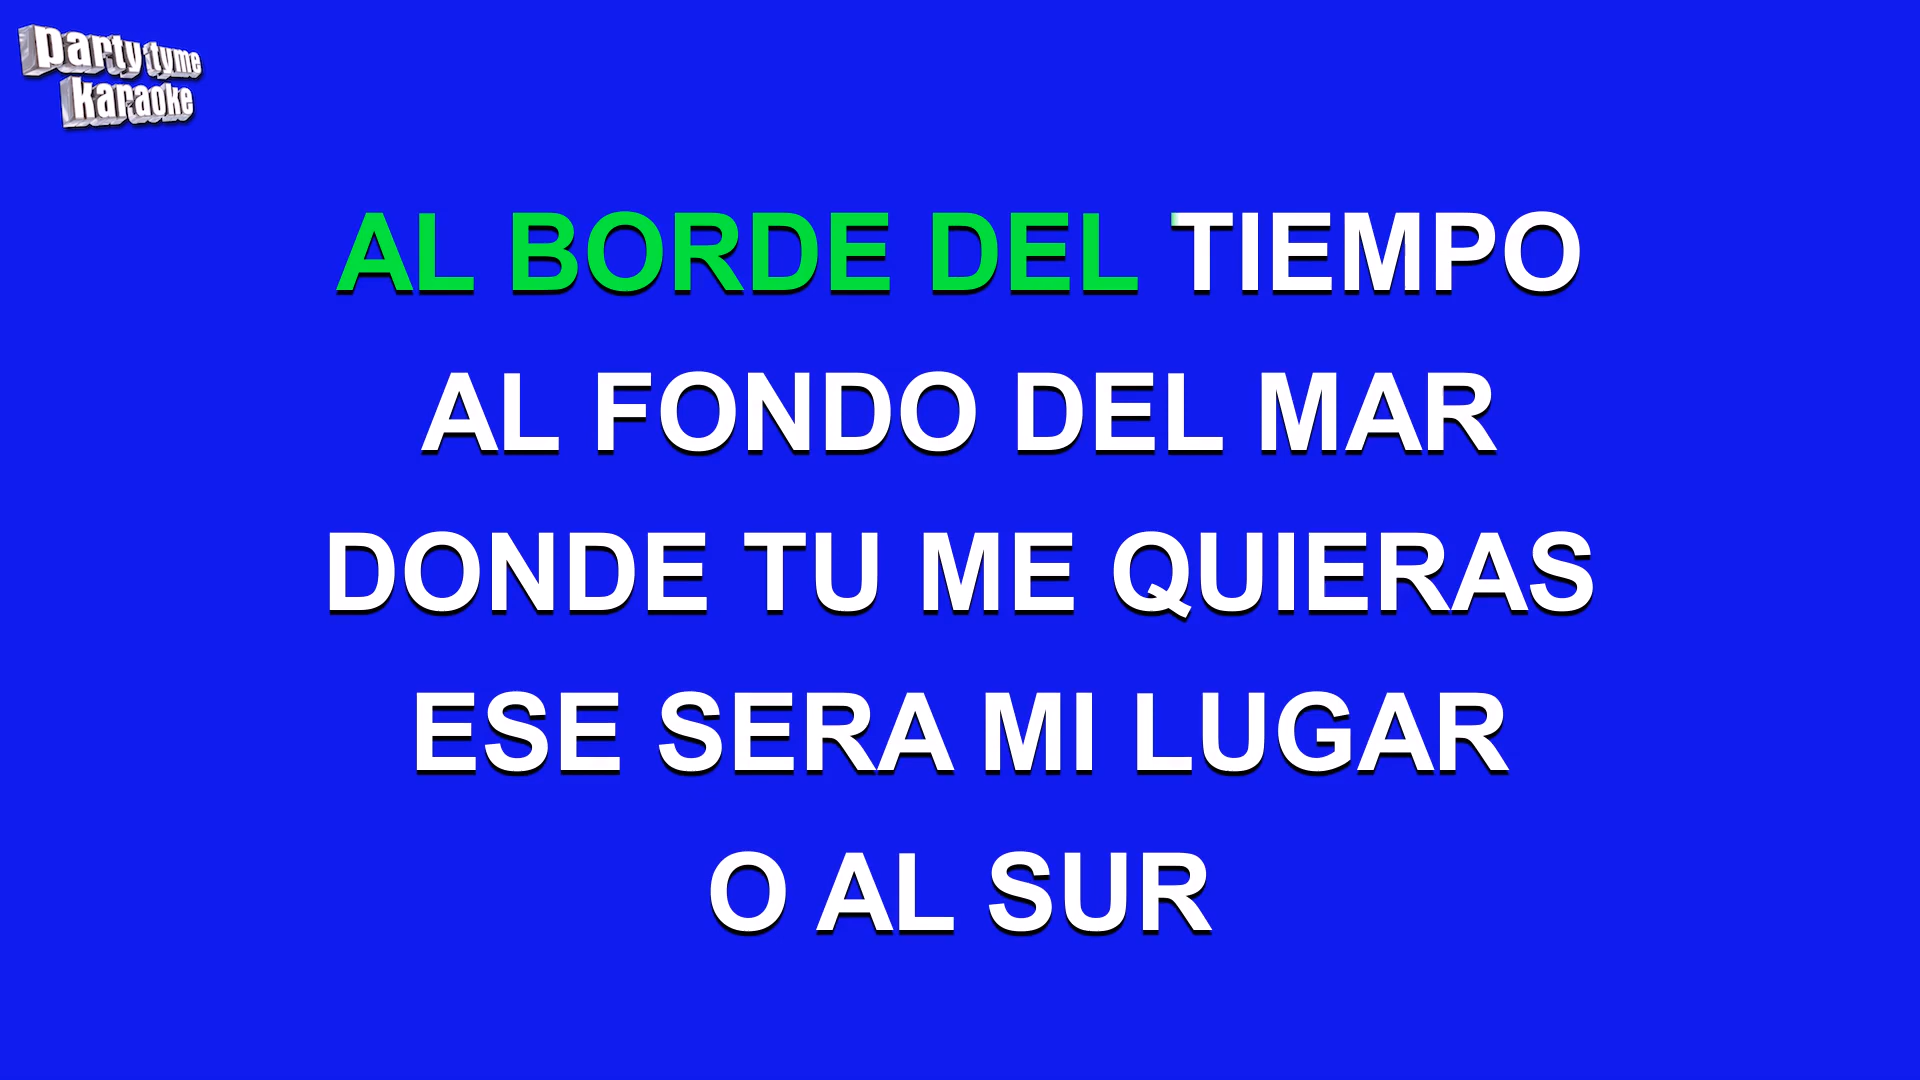 party tyme
karaoke
AL BORDE DEL TIEMPO
AL FONDO DEL MAR
DONDE TU ME QUIERAS
ESE SERA MI LUGAR
O AL SUR